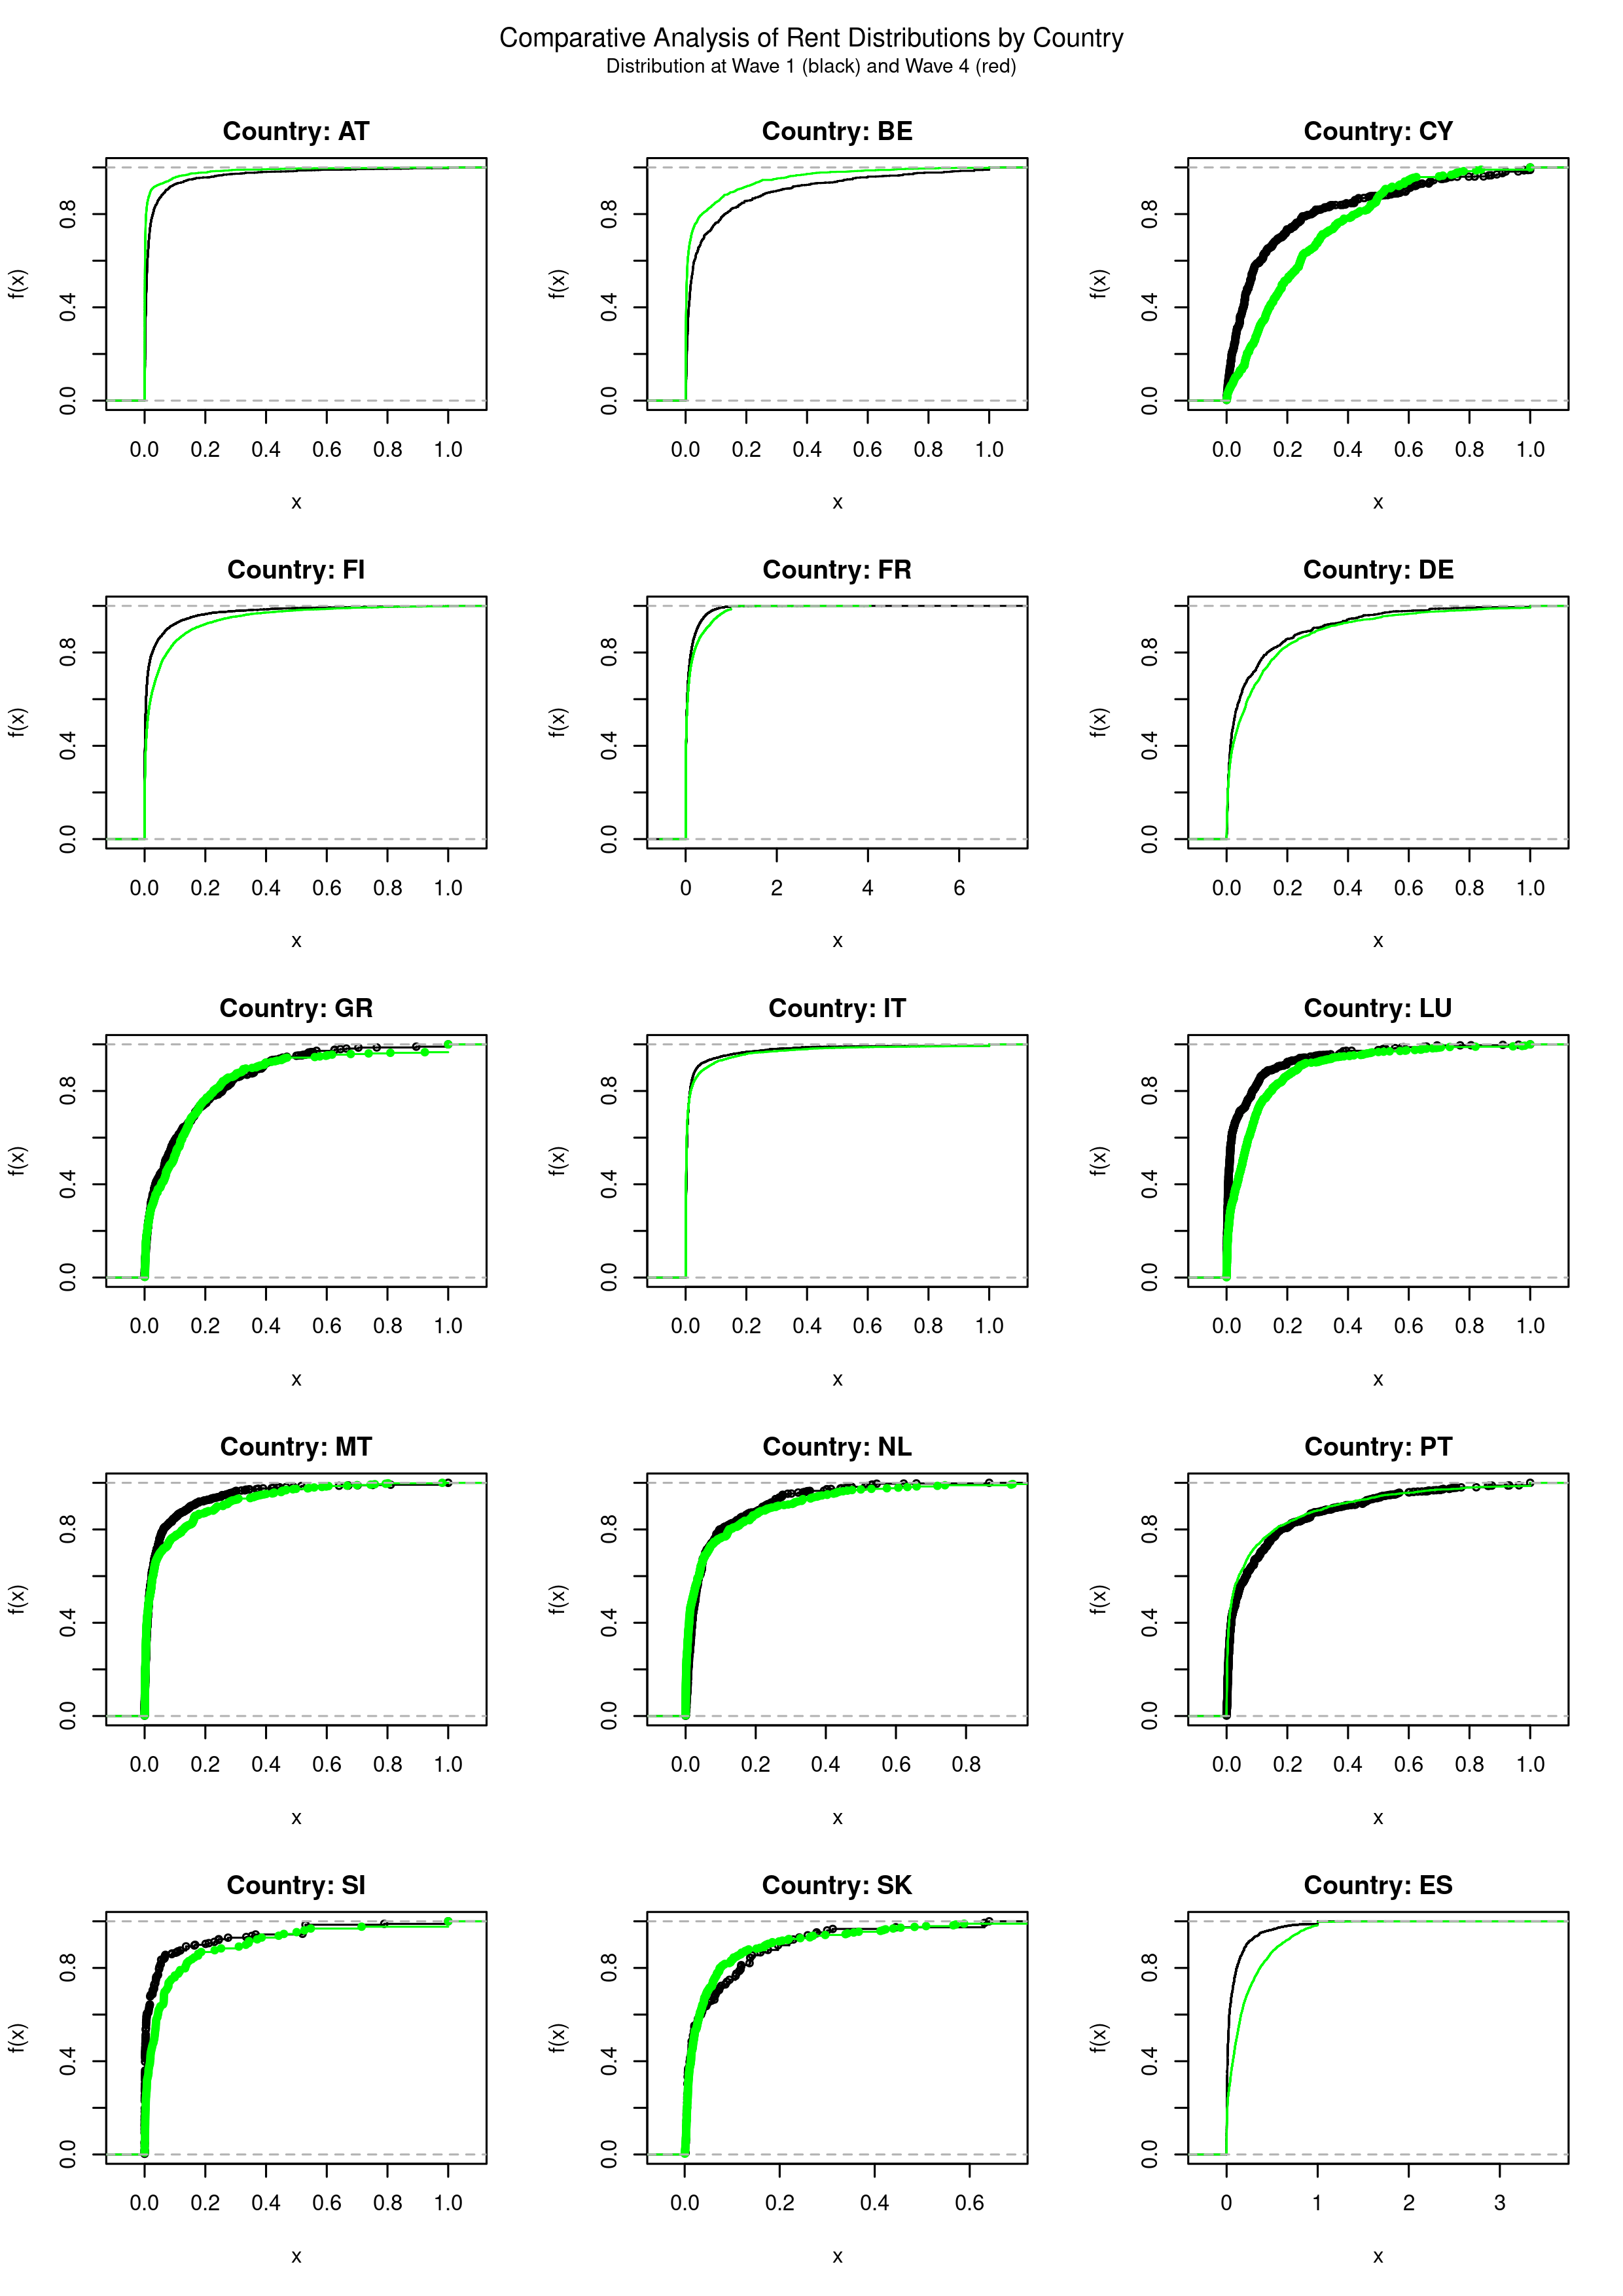 Comparative Analysis of Rent Distributions by Country
Distribution at Wave 1 (black) and Wave 4 (red)
Country: AT
f(x)
0.0 0.4 0.8
0.0 0.2 0.4 0.6 0.8 1.0
x
Country: BE
f(x)
0.0 0.4 0.8
0.0 0.2 0.4 0.6 0.8 1.0
x
Country: CY
f(x)
0.0 0.4 0.8
0.0 0.2 0.4 0.6 0.8 1.0
x
Country: FI
f(x)
0.0 0.4 0.8
0.0 0.2 0.4 0.6 0.8 1.0
x
Country: FR
f(x)
0.0 0.4 0.8
0 2 4 6
x
Country: DE
f(x)
0.0 0.4 0.8
0.0 0.2 0.4 0.6 0.8 1.0
x
Country: GR
f(x)
0.0 0.4 0.8
0.0 0.2 0.4 0.6 0.8 1.0
x
Country: IT
f(x)
0.0 0.4 0.8
0.0 0.2 0.4 0.6 0.8 1.0
x
Country: LU
f(x)
0.0 0.4 0.8
0.0 0.2 0.4 0.6 0.8 1.0
x
Country: MT
f(x)
0.0 0.4 0.8
0.0 0.2 0.4 0.6 0.8 1.0
x
Country: NL
f(x)
0.0 0.4 0.8
0.0 0.2 0.4 0.6 0.8
x
Country: PT
f(x)
0.0 0.4 0.8
0.0 0.2 0.4 0.6 0.8 1.0
x
Country: SI
f(x)
0.0 0.4 0.8
0.0 0.2 0.4 0.6 0.8 1.0
x
Country: SK
f(x)
0.0 0.4 0.8
0.0 0.2 0.4 0.6
x
Country: ES
f(x)
0.0 0.4 0.8
0 1 2 3
x